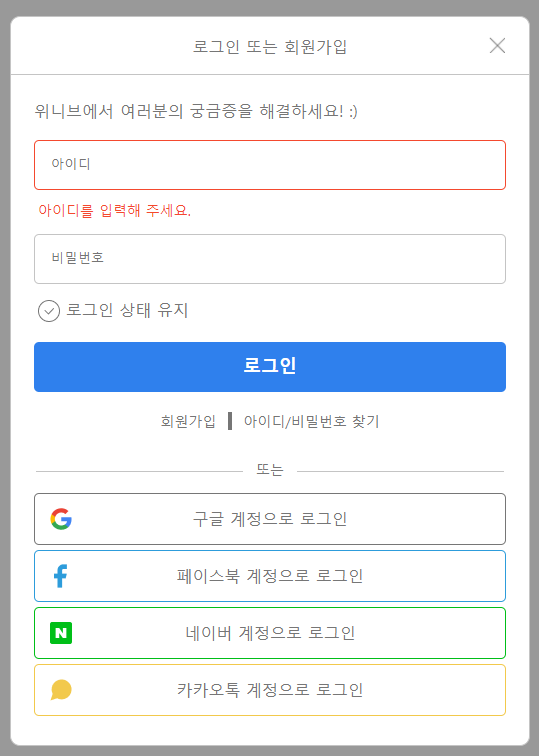 로그인 또는 회원가입
위니브에서 여러분의 궁금증을 해결하세요! :)
아이디
아이디를 입력해 주세요.
비밀번호
로그인 상태 유지
로그인
회원가입 | 아이디/비밀번호 찾기
또는
구글 계정으로 로그인
페이스북 계정으로 로그인
네이버 계정으로 로그인
카카오톡 계정으로 로그인